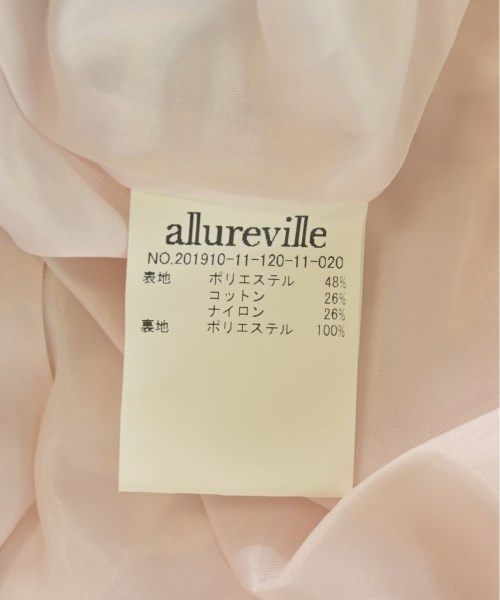 allureville
NO.201910-11-120-11-020
表地 ポリエステル 48%
コットン 26%
ナイロン 26%
裏地 ポリエステル 100%